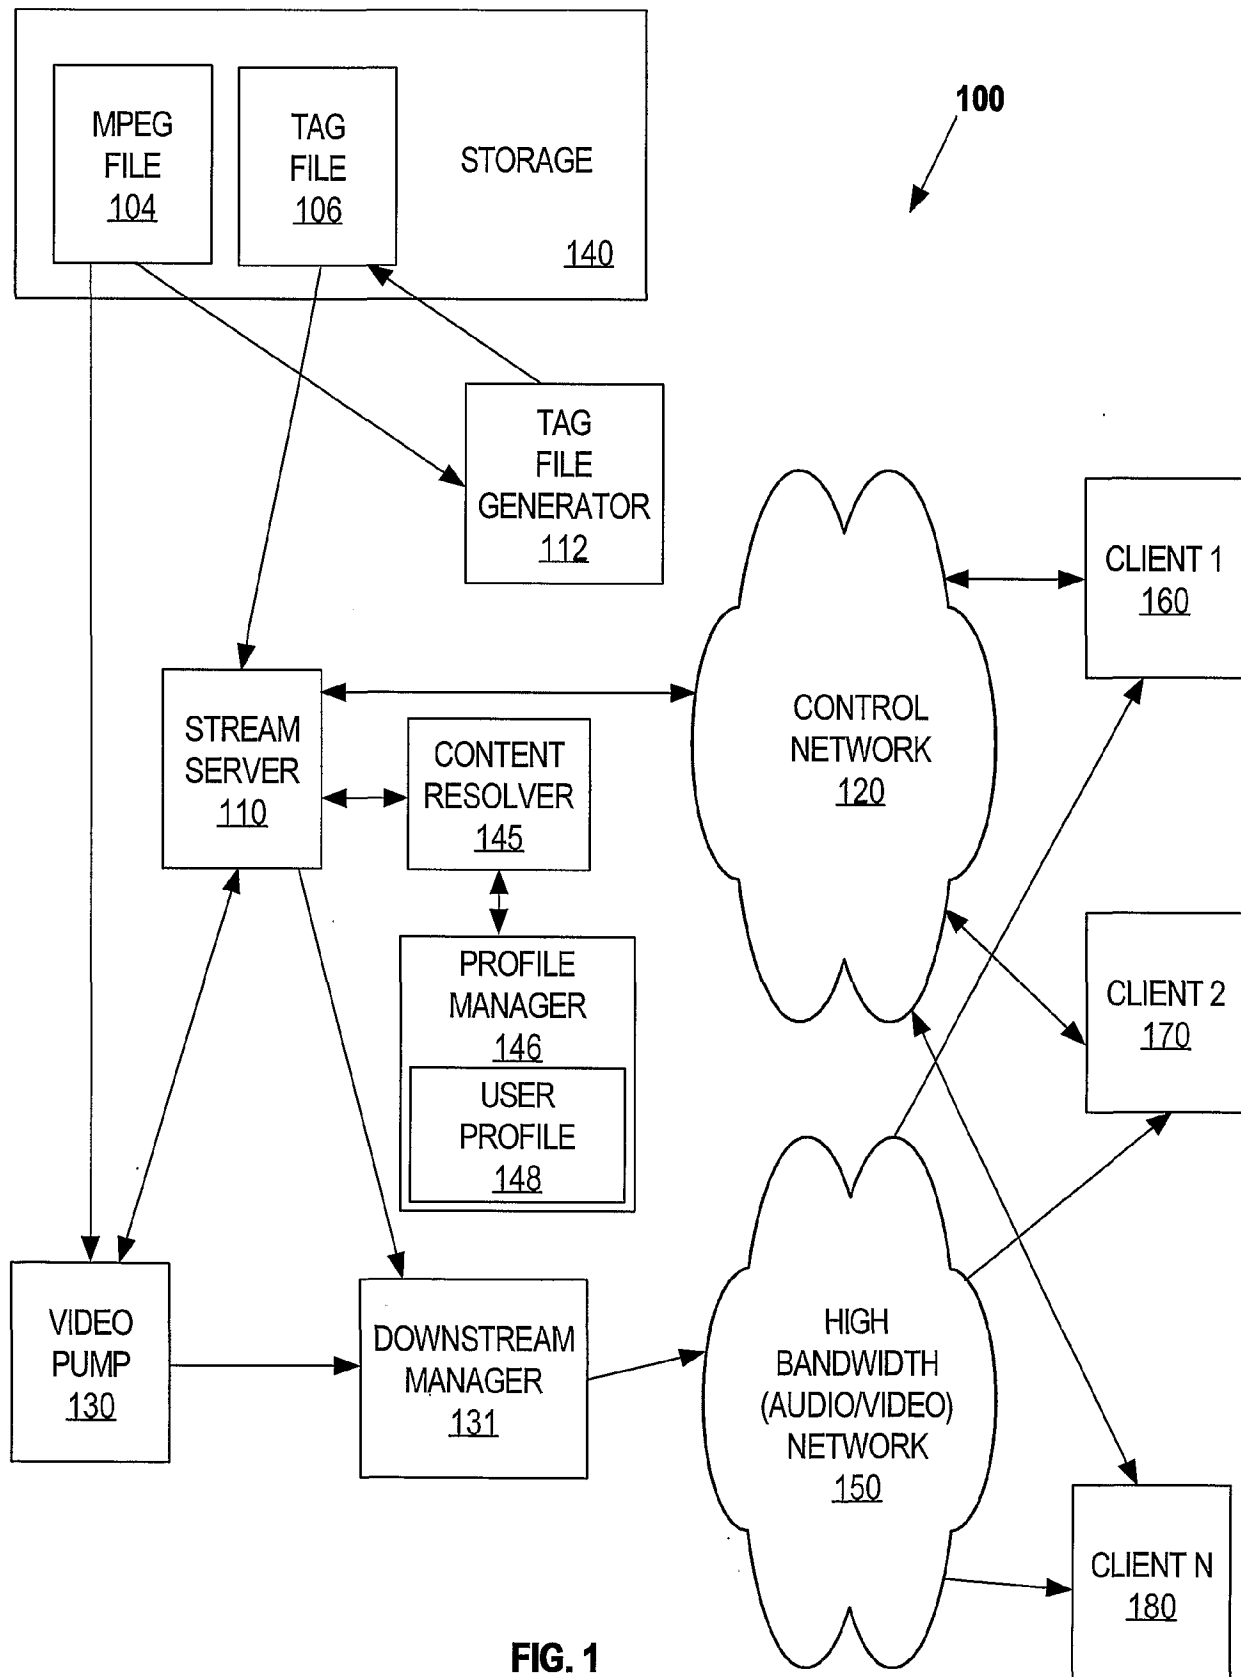 100
MPEG
FILE
104
TAG
FILE
106
STORAGE
140
TAG
FILE
GENERATOR
112
CLIENT 1
160
STREAM
SERVER
110
CONTENT
RESOLVER
145
CONTROL
NETWORK
120
PROFILE
MANAGER
146
USER
PROFILE
148
CLIENT 2
170
VIDEO
PUMP
130
DOWNSTREAM
MANAGER
131
HIGH
BANDWIDTH
(AUDIO/VIDEO)
NETWORK
150
CLIENT N
180
FIG. 1